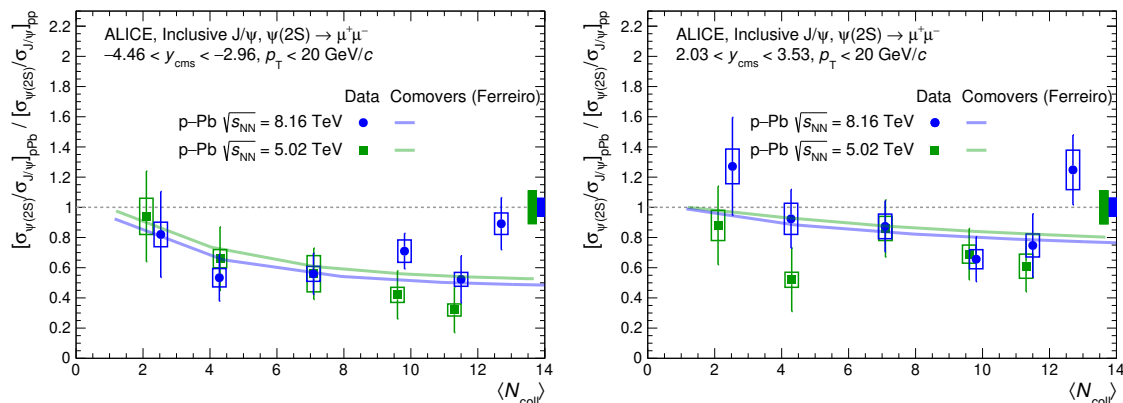 ALICE, Inclusive J/ψ, ψ(2S) → μ⁺μ⁻
−4.46 < y_cms < −2.96, p_T < 20 GeV/c
Data Comovers (Ferreiro)
p–Pb √s_NN = 8.16 TeV
p–Pb √s_NN = 5.02 TeV
[σ_ψ(2S)/σ_J/ψ]_pPb / [σ_ψ(2S)/σ_J/ψ]_pp
2.2
2
1.8
1.6
1.4
1.2
1
0.8
0.6
0.4
0.2
0
0 2 4 6 8 10 12 14
⟨N_coll⟩
ALICE, Inclusive J/ψ, ψ(2S) → μ⁺μ⁻
2.03 < y_cms < 3.53, p_T < 20 GeV/c
Data Comovers (Ferreiro)
p–Pb √s_NN = 8.16 TeV
p–Pb √s_NN = 5.02 TeV
[σ_ψ(2S)/σ_J/ψ]_pPb / [σ_ψ(2S)/σ_J/ψ]_pp
2.2
2
1.8
1.6
1.4
1.2
1
0.8
0.6
0.4
0.2
0
0 2 4 6 8 10 12 14
⟨N_coll⟩